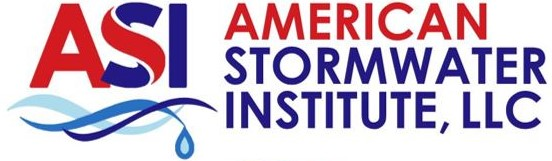 ASI
AMERICAN
STORMWATER
INSTITUTE, LLC